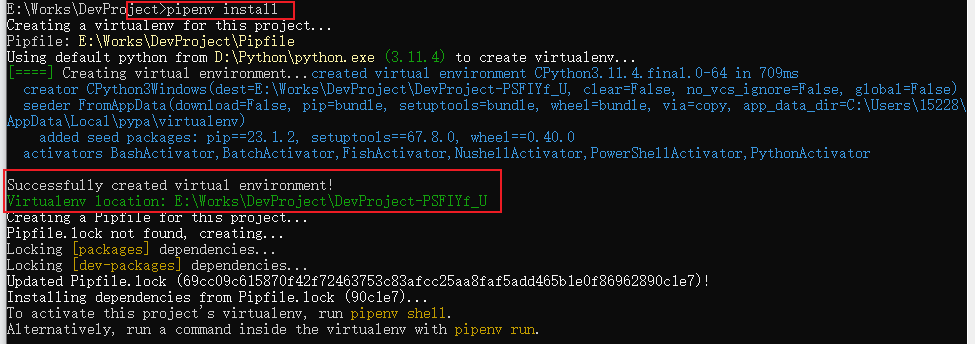 E:\Works\DevProject>pipenv install
Creating a virtualenv for this project...
Pipfile: E:\Works\DevProject\Pipfile
Using default python from D:\Python\python.exe (3.11.4) to create virtualenv...
[====] Creating virtual environment...created virtual environment CPython3.11.4.final.0-64 in 709ms
  creator CPython3Windows(dest=E:\Works\DevProject\DevProject-PSFIYf_U, clear=False, no_vcs_ignore=False, global=False)
  seeder FromAppData(download=False, pip=bundle, setuptools=bundle, wheel=bundle, via=copy, app_data_dir=C:\Users\15228\
AppData\Local\pypa\virtualenv)
    added seed packages: pip==23.1.2, setuptools==67.8.0, wheel==0.40.0
  activators BashActivator,BatchActivator,FishActivator,NushellActivator,PowerShellActivator,PythonActivator
Successfully created virtual environment!
Virtualenv location: E:\Works\DevProject\DevProject-PSFIYf_U
Creating a Pipfile for this project...
Pipfile.lock not found, creating...
Locking [packages] dependencies...
Locking [dev-packages] dependencies...
Updated Pipfile.lock (69cc09c615870f42f72463753c83afcc25aa8faf5add465b1e0f86962890c1e7)!
Installing dependencies from Pipfile.lock (90c1e7)...
To activate this project's virtualenv, run pipenv shell.
Alternatively, run a command inside the virtualenv with pipenv run.